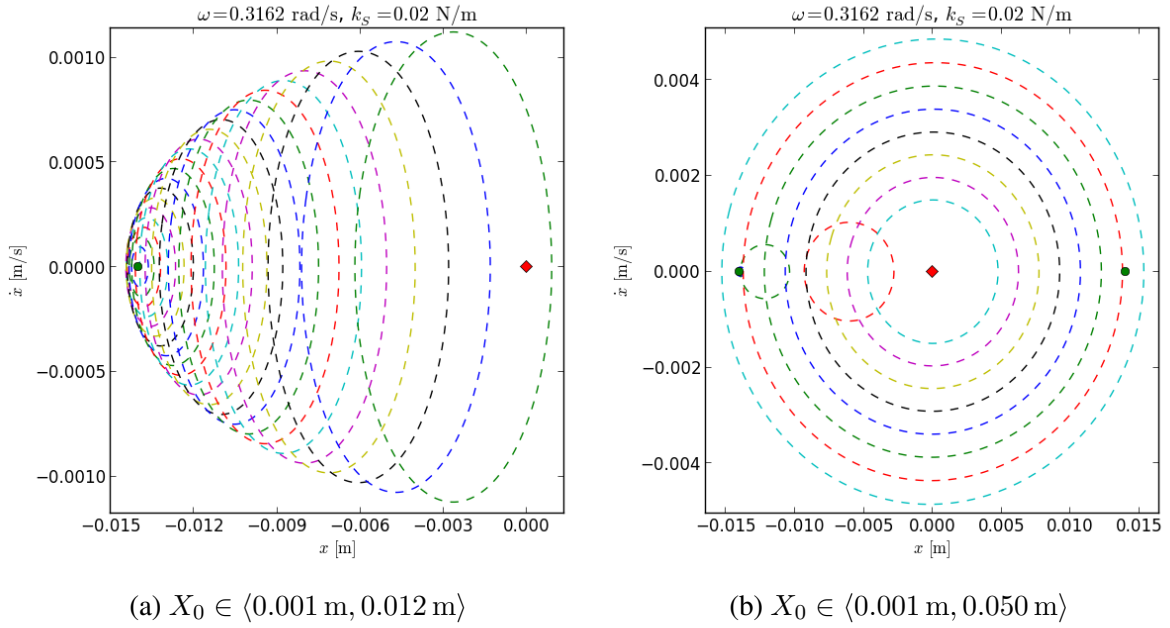 ω=0.3162 rad/s, k_S=0.02 N/m
0.0010
0.0005
0.0000
−0.0005
−0.0010
ẋ [m/s]
−0.015 −0.012 −0.009 −0.006 −0.003 0.000
x [m]
(a) X₀ ∈ ⟨0.001 m, 0.012 m⟩
ω=0.3162 rad/s, k_S=0.02 N/m
0.004
0.002
0.000
−0.002
−0.004
ẋ [m/s]
−0.015 −0.010 −0.005 0.000 0.005 0.010 0.015
x [m]
(b) X₀ ∈ ⟨0.001 m, 0.050 m⟩